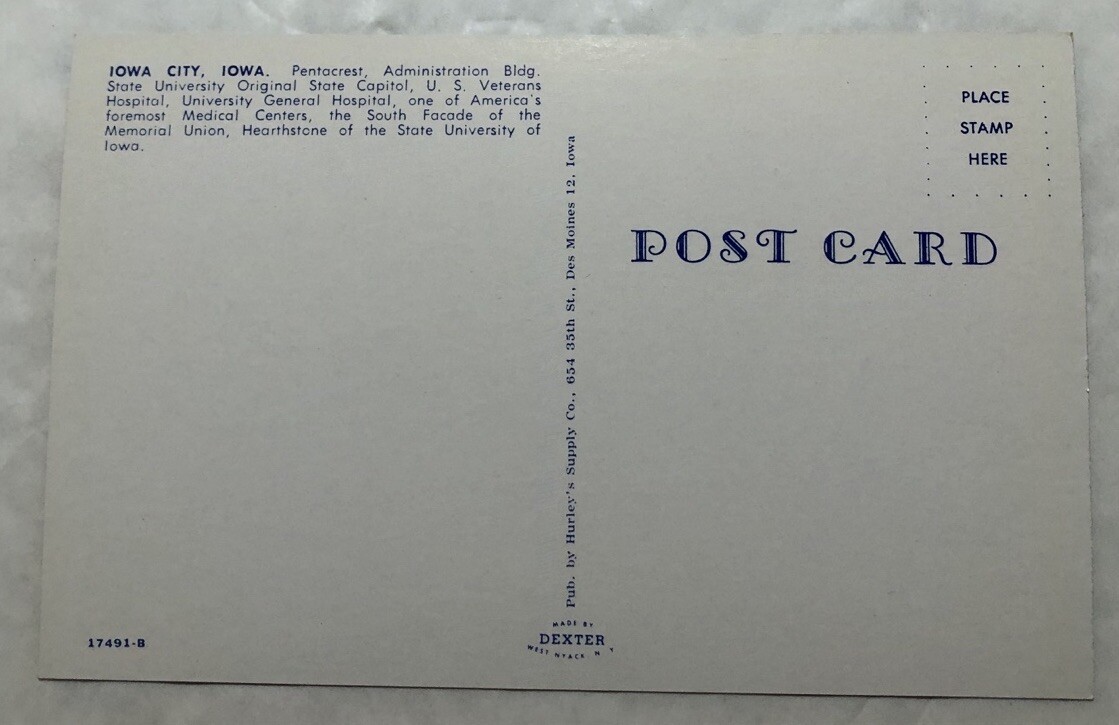 IOWA CITY, IOWA. Pentacrest, Administration Bldg.
State University Original State Capitol, U. S. Veterans
Hospital, University General Hospital, one of America's
foremost Medical Centers, the South Facade of the
Memorial Union, Hearthstone of the State University of
Iowa.
PLACE
STAMP
HERE
POST CARD
Pub. by Hurley's Supply Co., 654 35th St., Des Moines 12, Iowa
17491-B
MADE BY
DEXTER
WEST NYACK N Y